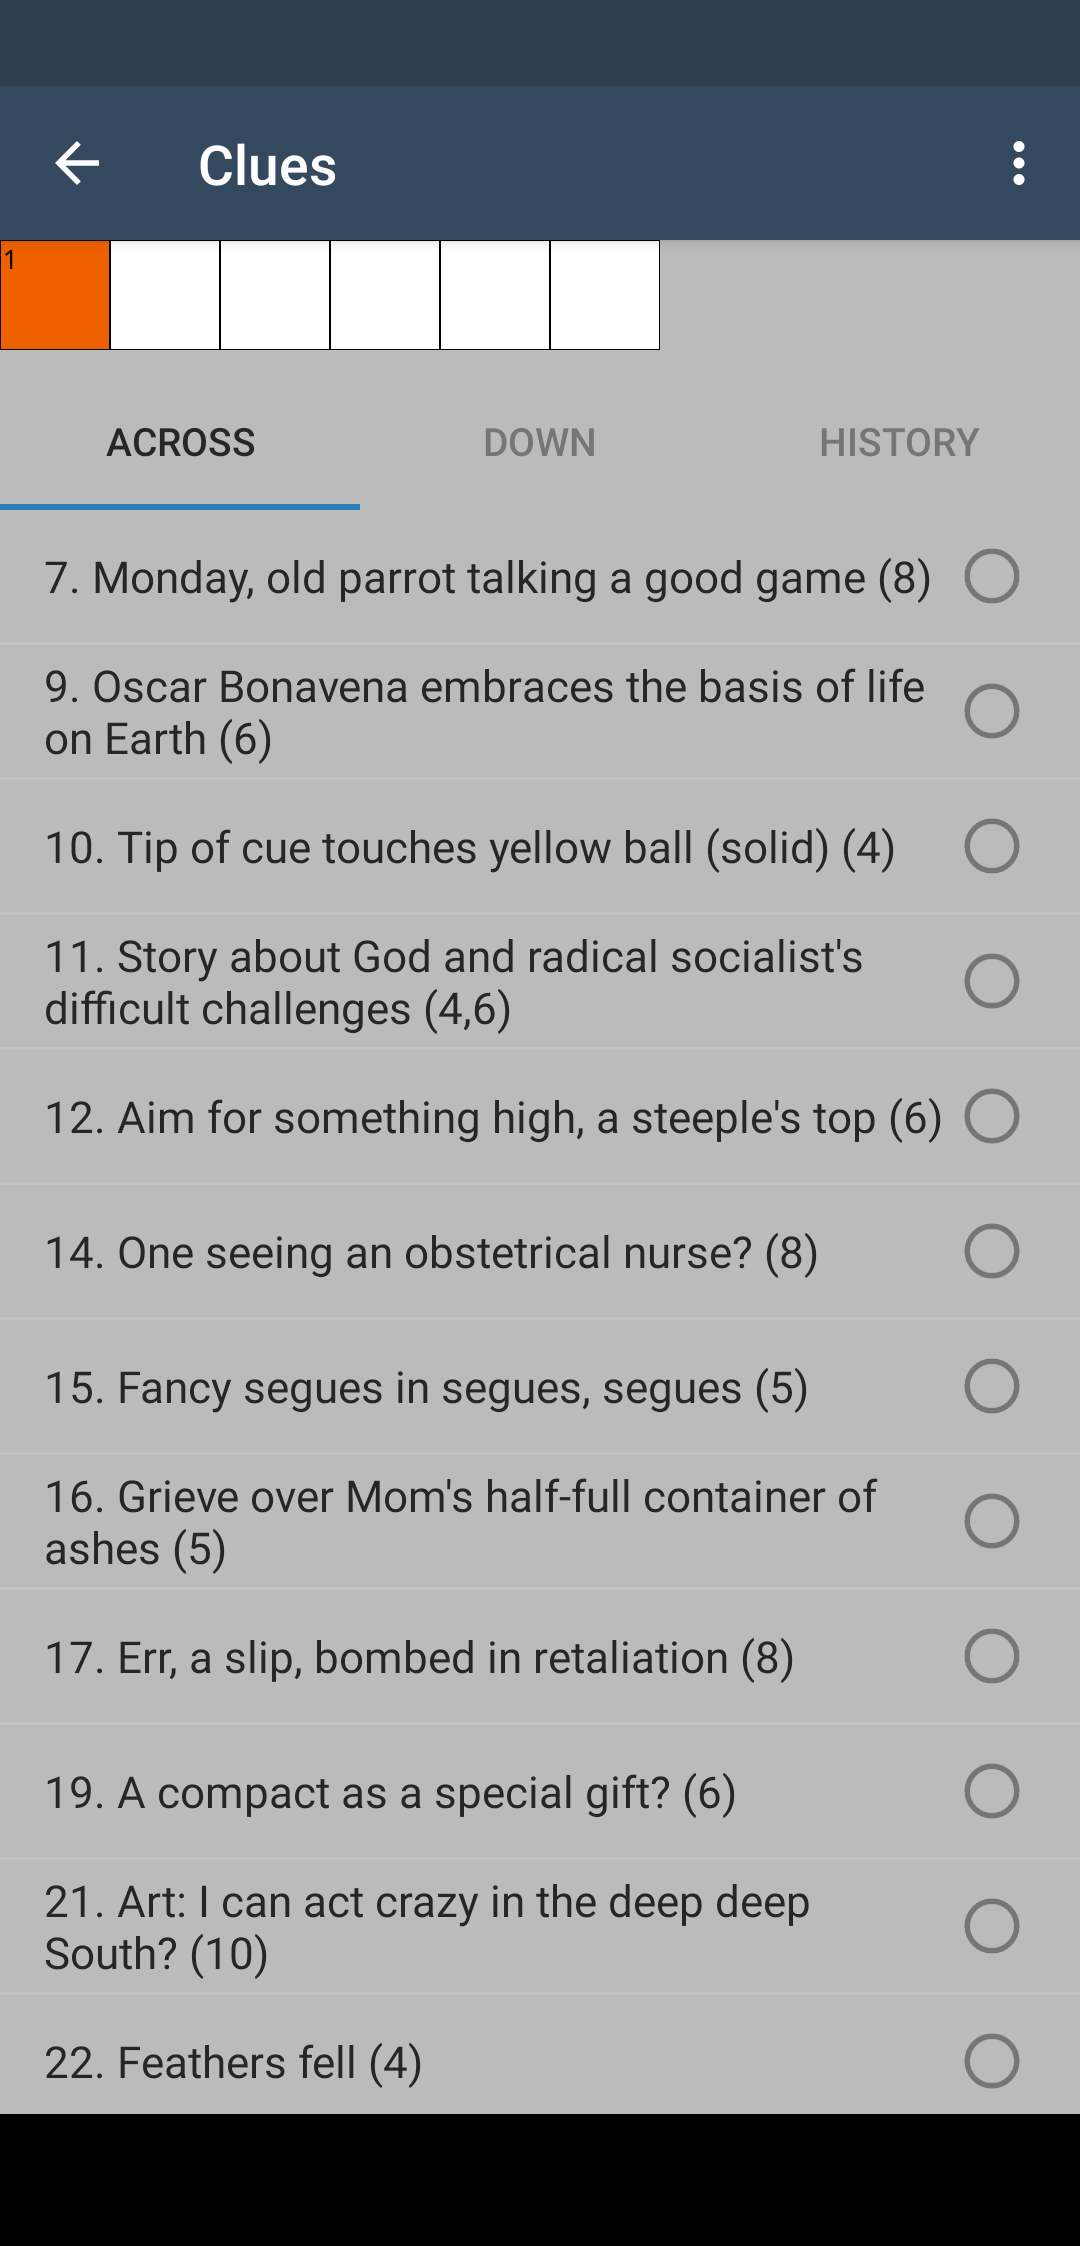 Clues
1
ACROSS DOWN HISTORY
7. Monday, old parrot talking a good game (8)
9. Oscar Bonavena embraces the basis of life
on Earth (6)
10. Tip of cue touches yellow ball (solid) (4)
11. Story about God and radical socialist's
difficult challenges (4,6)
12. Aim for something high, a steeple's top (6)
14. One seeing an obstetrical nurse? (8)
15. Fancy segues in segues, segues (5)
16. Grieve over Mom's half-full container of
ashes (5)
17. Err, a slip, bombed in retaliation (8)
19. A compact as a special gift? (6)
21. Art: I can act crazy in the deep deep
South? (10)
22. Feathers fell (4)